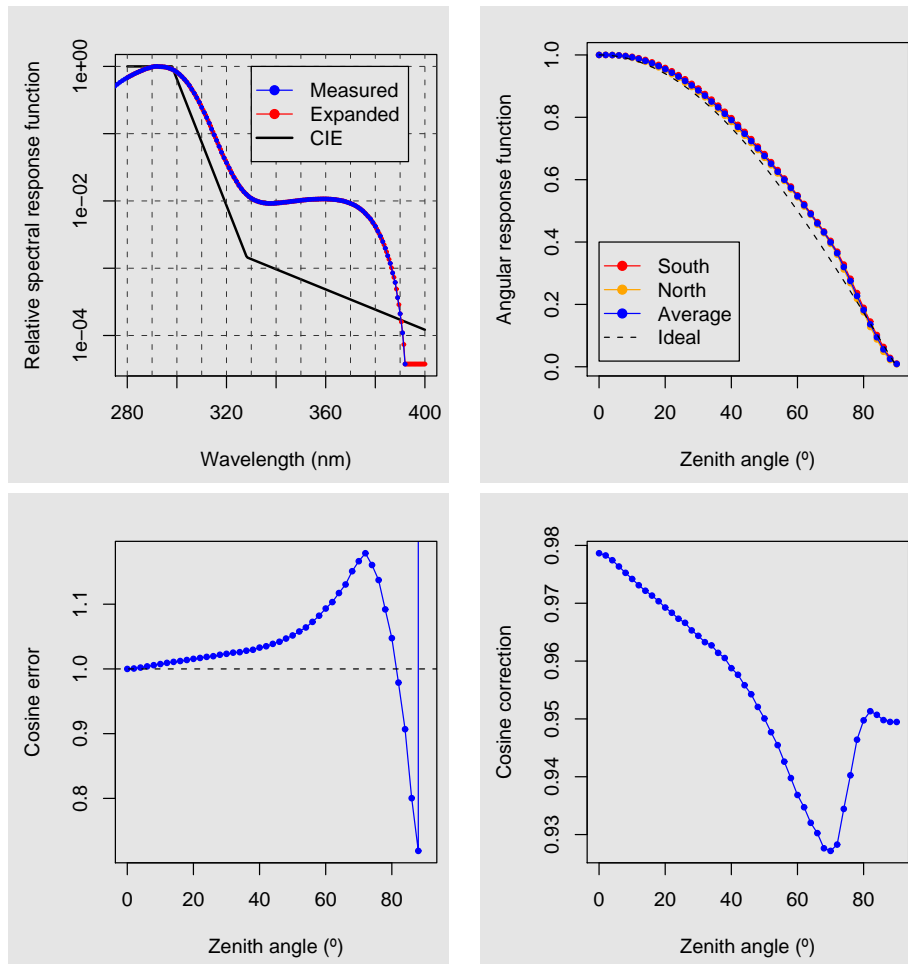 Relative spectral response function
1e+00
1e-02
1e-04
Measured
Expanded
CIE
280
320
360
400
Wavelength (nm)
Angular response function
1.0
0.8
0.6
0.4
0.2
0.0
South
North
Average
Ideal
0
20
40
60
80
Zenith angle (º)
Cosine error
1.1
1.0
0.9
0.8
0
20
40
60
80
Zenith angle (º)
Cosine correction
0.98
0.97
0.96
0.95
0.94
0.93
0
20
40
60
80
Zenith angle (º)